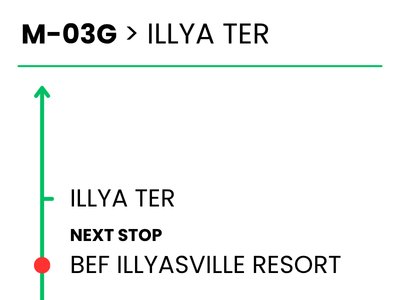 M-03G > ILLYA TER
ILLYA TER
NEXT STOP
BEF ILLYASVILLE RESORT